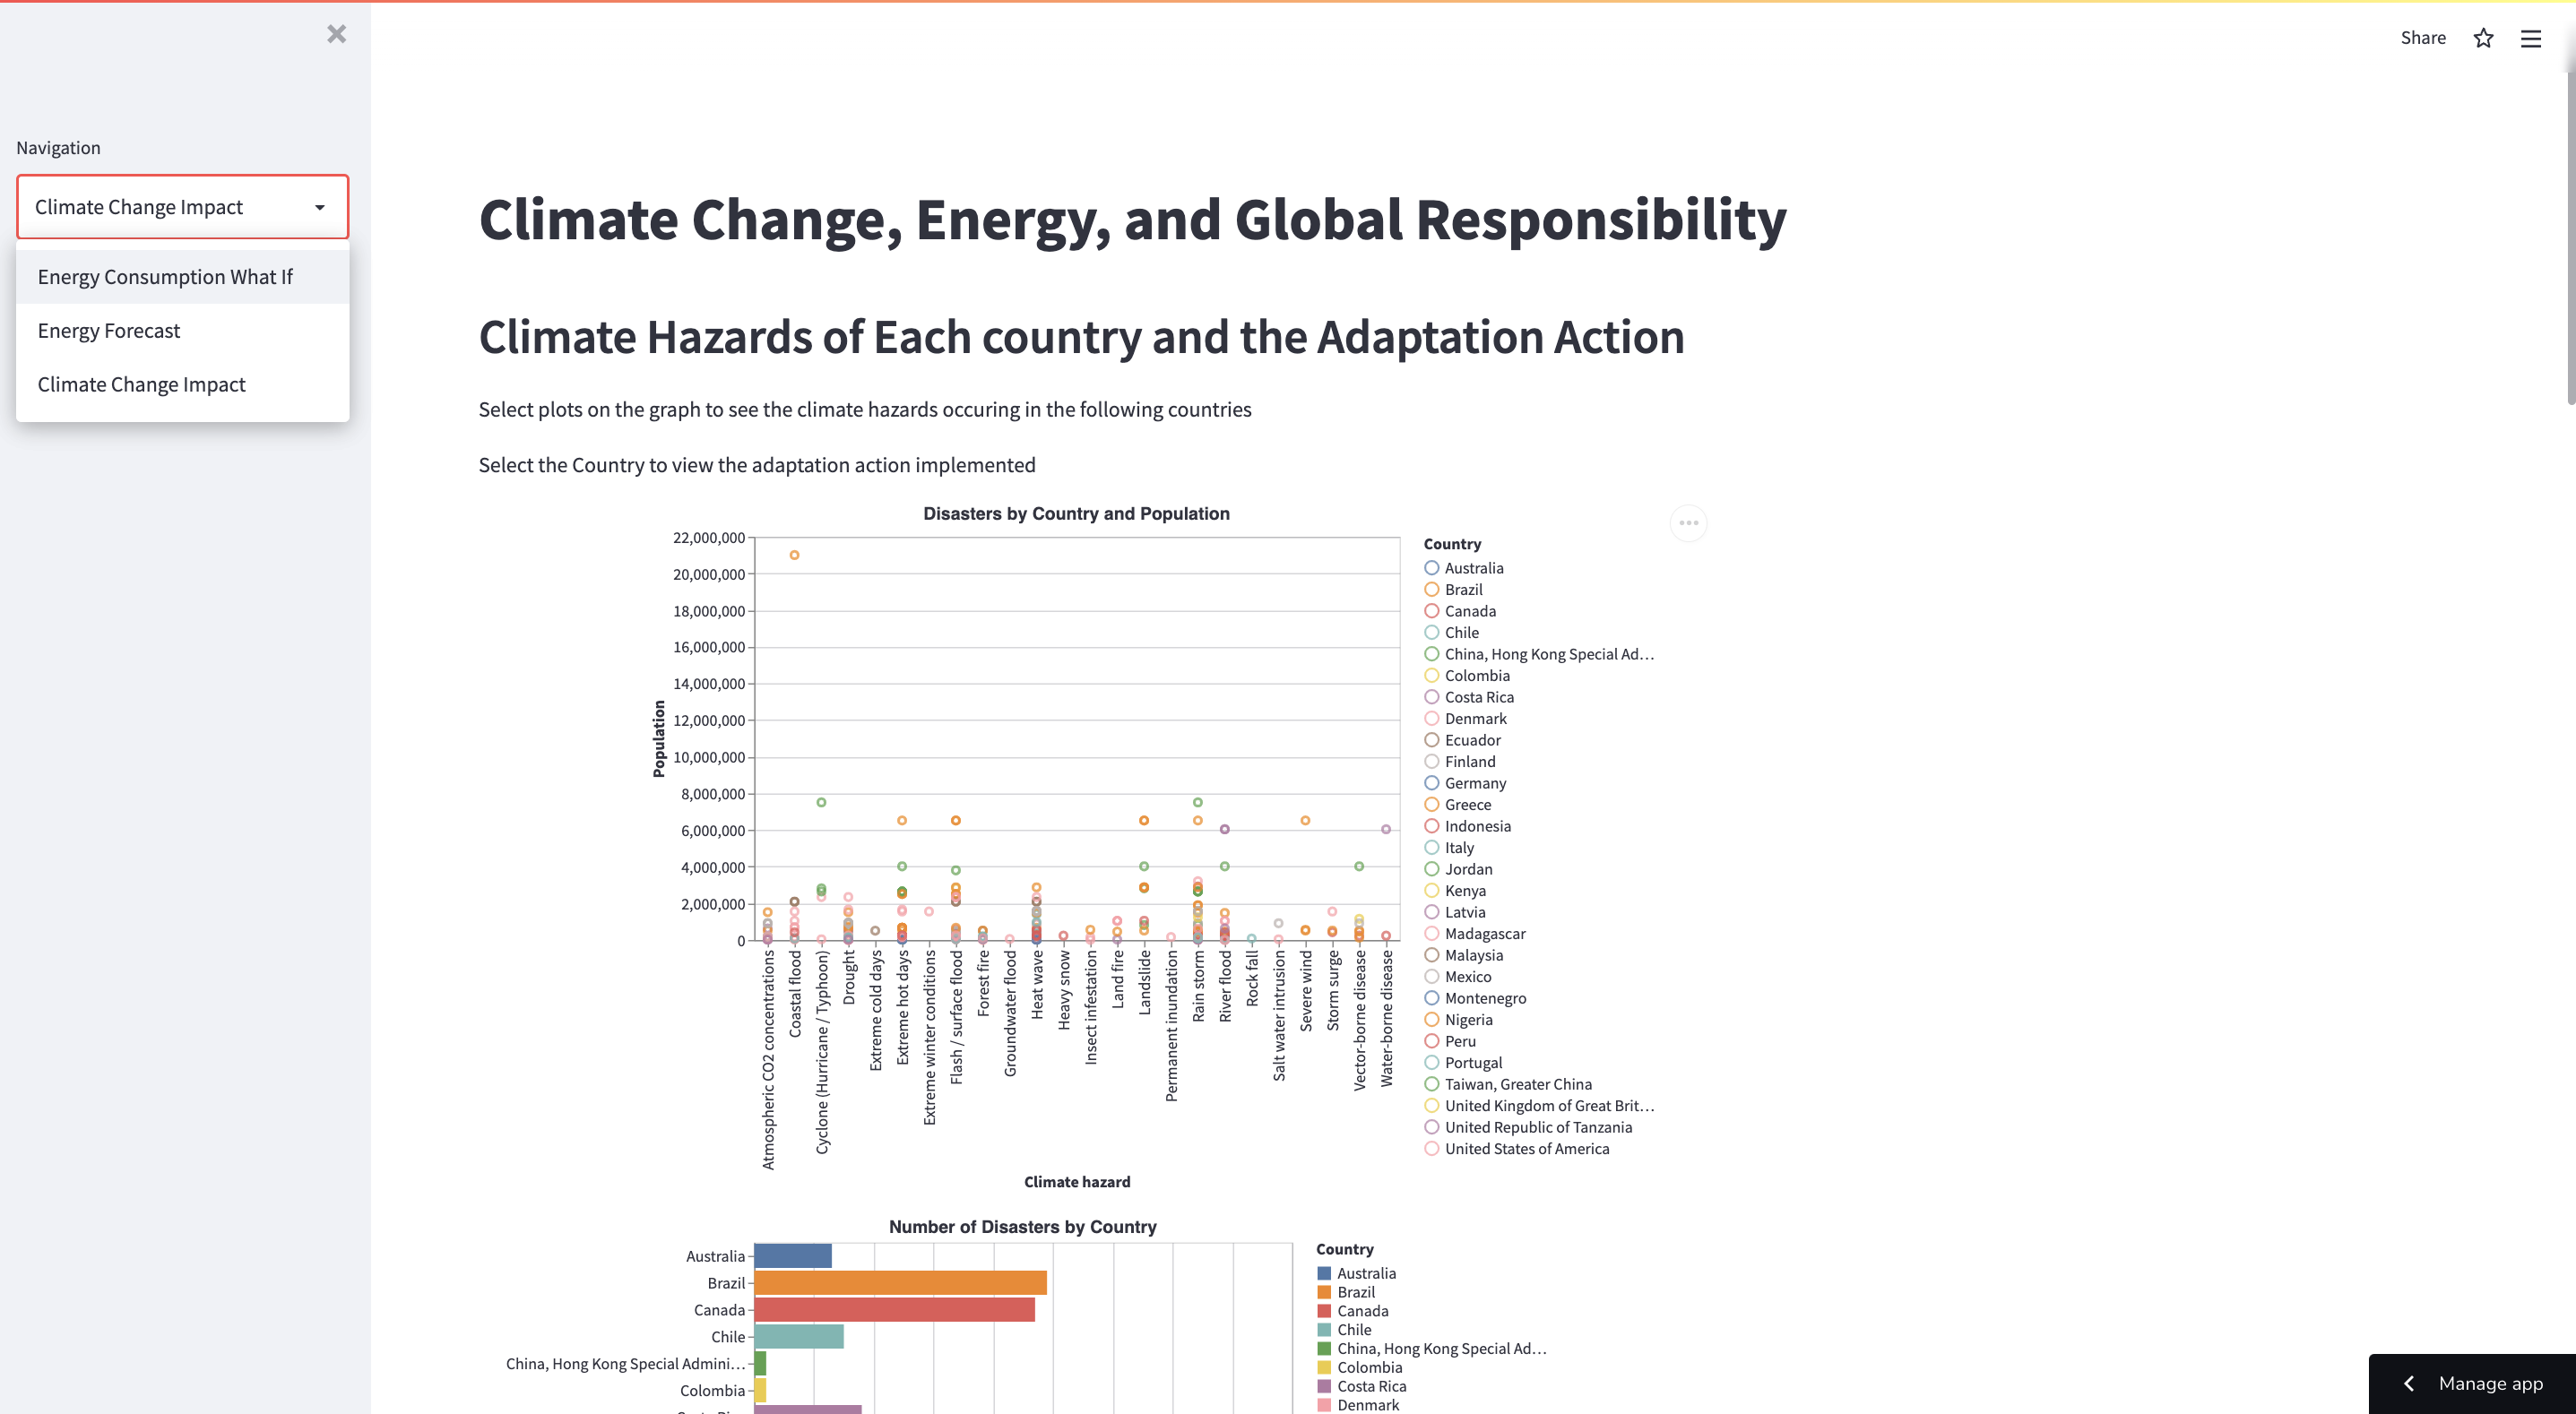 Share
Navigation
Climate Change Impact
Energy Consumption What If
Energy Forecast
Climate Change Impact
Climate Change, Energy, and Global Responsibility
Climate Hazards of Each country and the Adaptation Action
Select plots on the graph to see the climate hazards occuring in the following countries
Select the Country to view the adaptation action implemented
Disasters by Country and Population
22,000,000
20,000,000
18,000,000
16,000,000
14,000,000
12,000,000
10,000,000
8,000,000
6,000,000
4,000,000
2,000,000
0
Population
Atmospheric CO2 concentrations
Coastal flood
Cyclone (Hurricane / Typhoon)
Drought
Extreme cold days
Extreme hot days
Extreme winter conditions
Flash / surface flood
Forest fire
Groundwater flood
Heat wave
Heavy snow
Insect infestation
Land fire
Landslide
Permanent inundation
Rain storm
River flood
Rock fall
Salt water intrusion
Severe wind
Storm surge
Vector-borne disease
Water-borne disease
Climate hazard
Country
Australia
Brazil
Canada
Chile
China, Hong Kong Special Ad…
Colombia
Costa Rica
Denmark
Ecuador
Finland
Germany
Greece
Indonesia
Italy
Jordan
Kenya
Latvia
Madagascar
Malaysia
Mexico
Montenegro
Nigeria
Peru
Portugal
Taiwan, Greater China
United Kingdom of Great Brit…
United Republic of Tanzania
United States of America
Number of Disasters by Country
Australia
Brazil
Canada
Chile
China, Hong Kong Special Admini…
Colombia
Country
Australia
Brazil
Canada
Chile
China, Hong Kong Special Ad…
Colombia
Costa Rica
Denmark
Manage app